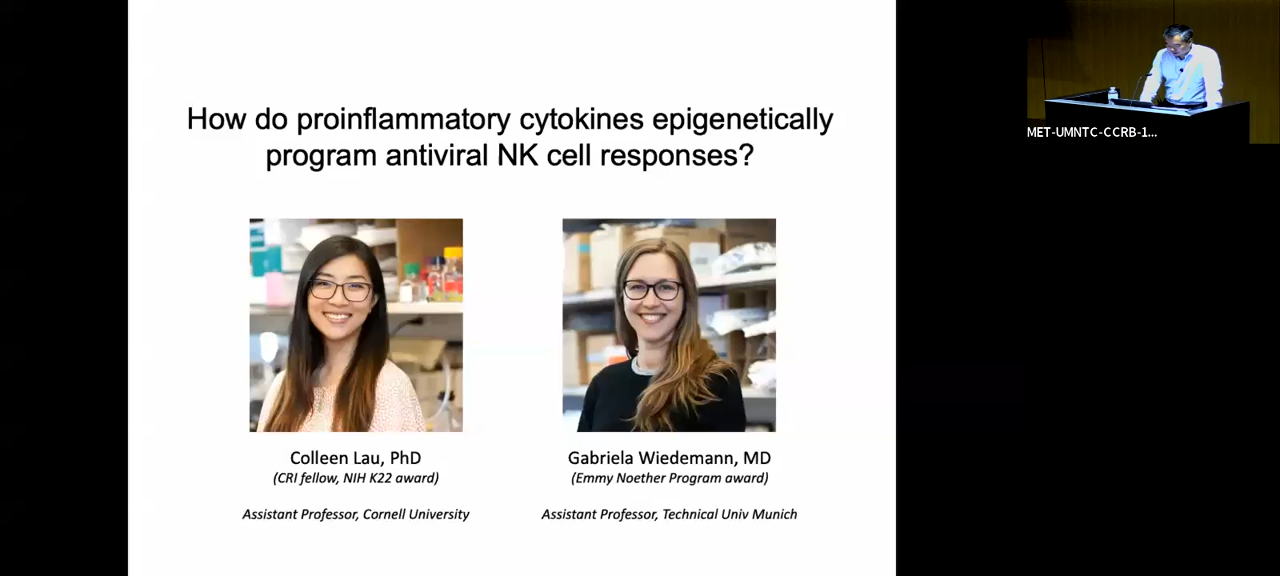 How do proinflammatory cytokines epigenetically
program antiviral NK cell responses?
Colleen Lau, PhD
(CRI fellow, NIH K22 award)
Assistant Professor, Cornell University
Gabriela Wiedemann, MD
(Emmy Noether Program award)
Assistant Professor, Technical Univ Munich
MET-UMNTC-CCRB-1...